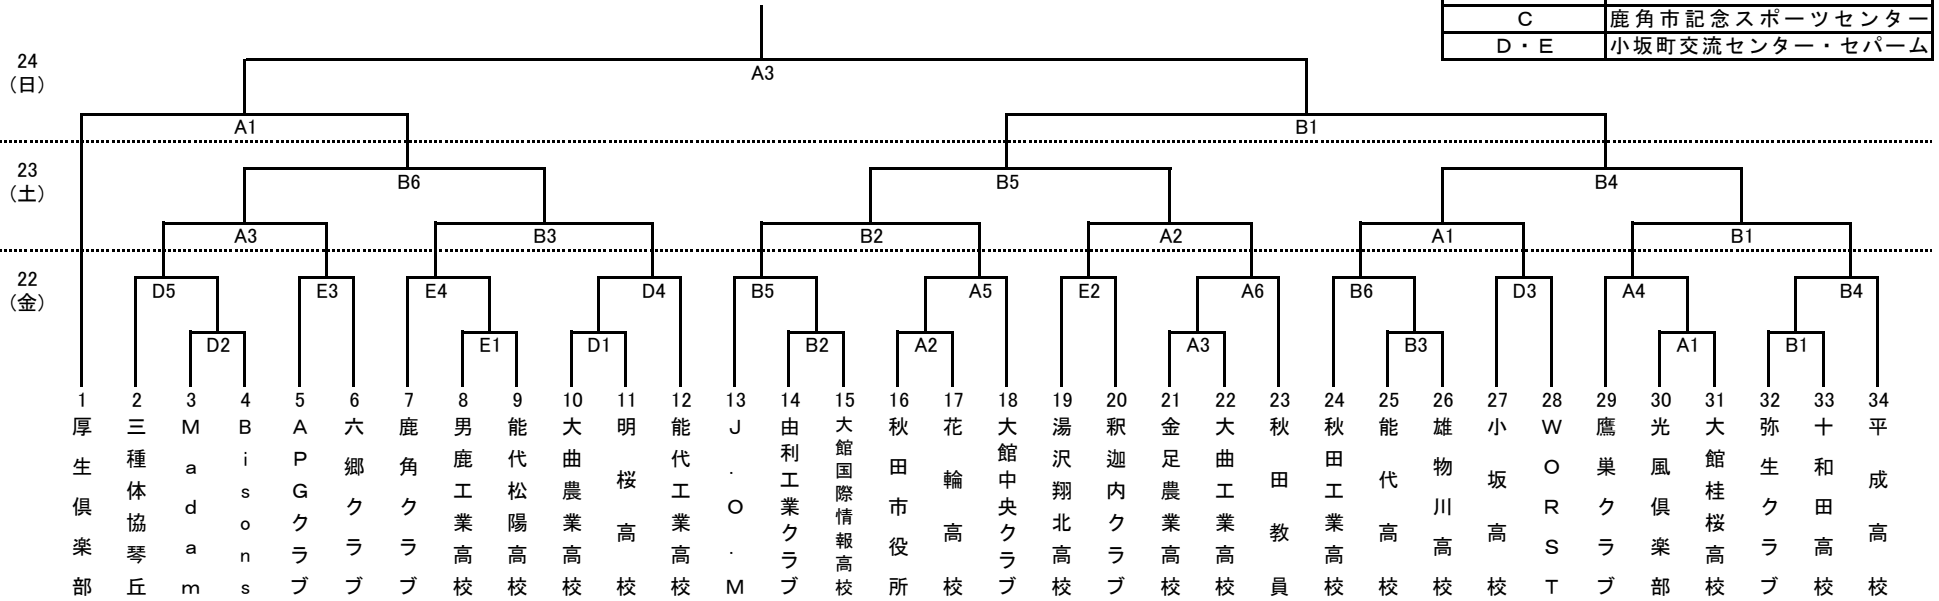 C 鹿角市記念スポーツセンター
D・E 小坂町交流センター・セパーム
24
(日)
A3
A1 B1
23
(土)
B6 B5 B4
A3 B3 B2 A2 A1 B1
22
(金)
D5 E3 E4 D4 B5 A5 E2 A6 B6 D3 A4 B4
D2 E1 D1 B2 A2 A3 B3 A1 B1
1 厚生倶楽部
2 三種体協琴丘
3 Madam
4 Bisons
5 APGクラブ
6 六郷クラブ
7 鹿角クラブ
8 男鹿工業高校
9 能代松陽高校
10 大曲農業高校
11 明桜高校
12 能代工業高校
13 J.O.M
14 由利工業クラブ
15 大館国際情報高校
16 秋田市役所
17 花輪高校
18 大館中央クラブ
19 湯沢翔北高校
20 釈迦内クラブ
21 金足農業高校
22 大曲工業高校
23 秋田教員
24 秋田工業高校
25 能代高校
26 雄物川高校
27 小坂高校
28 WORST
29 鷹巣クラブ
30 光風倶楽部
31 大館桂桜高校
32 弥生クラブ
33 十和田高校
34 平成高校